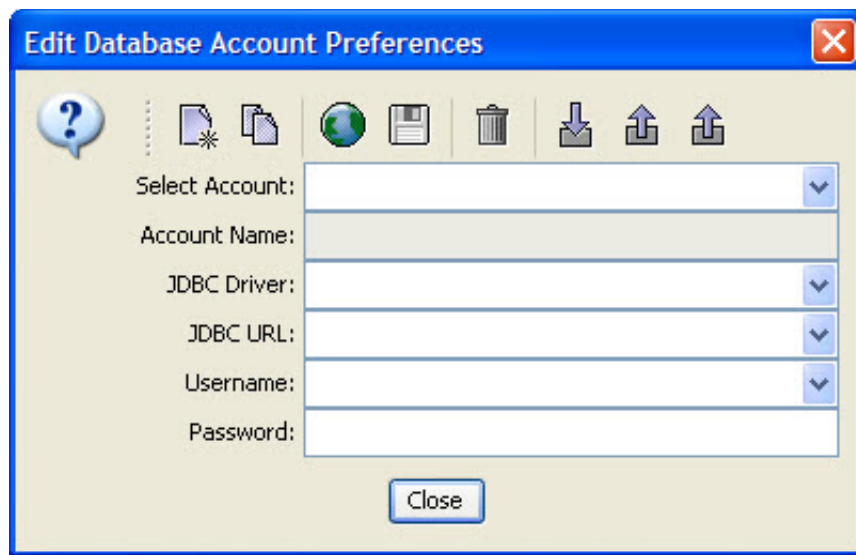 Edit Database Account Preferences
?
Select Account:
Account Name:
JDBC Driver:
JDBC URL:
Username:
Password:
Close